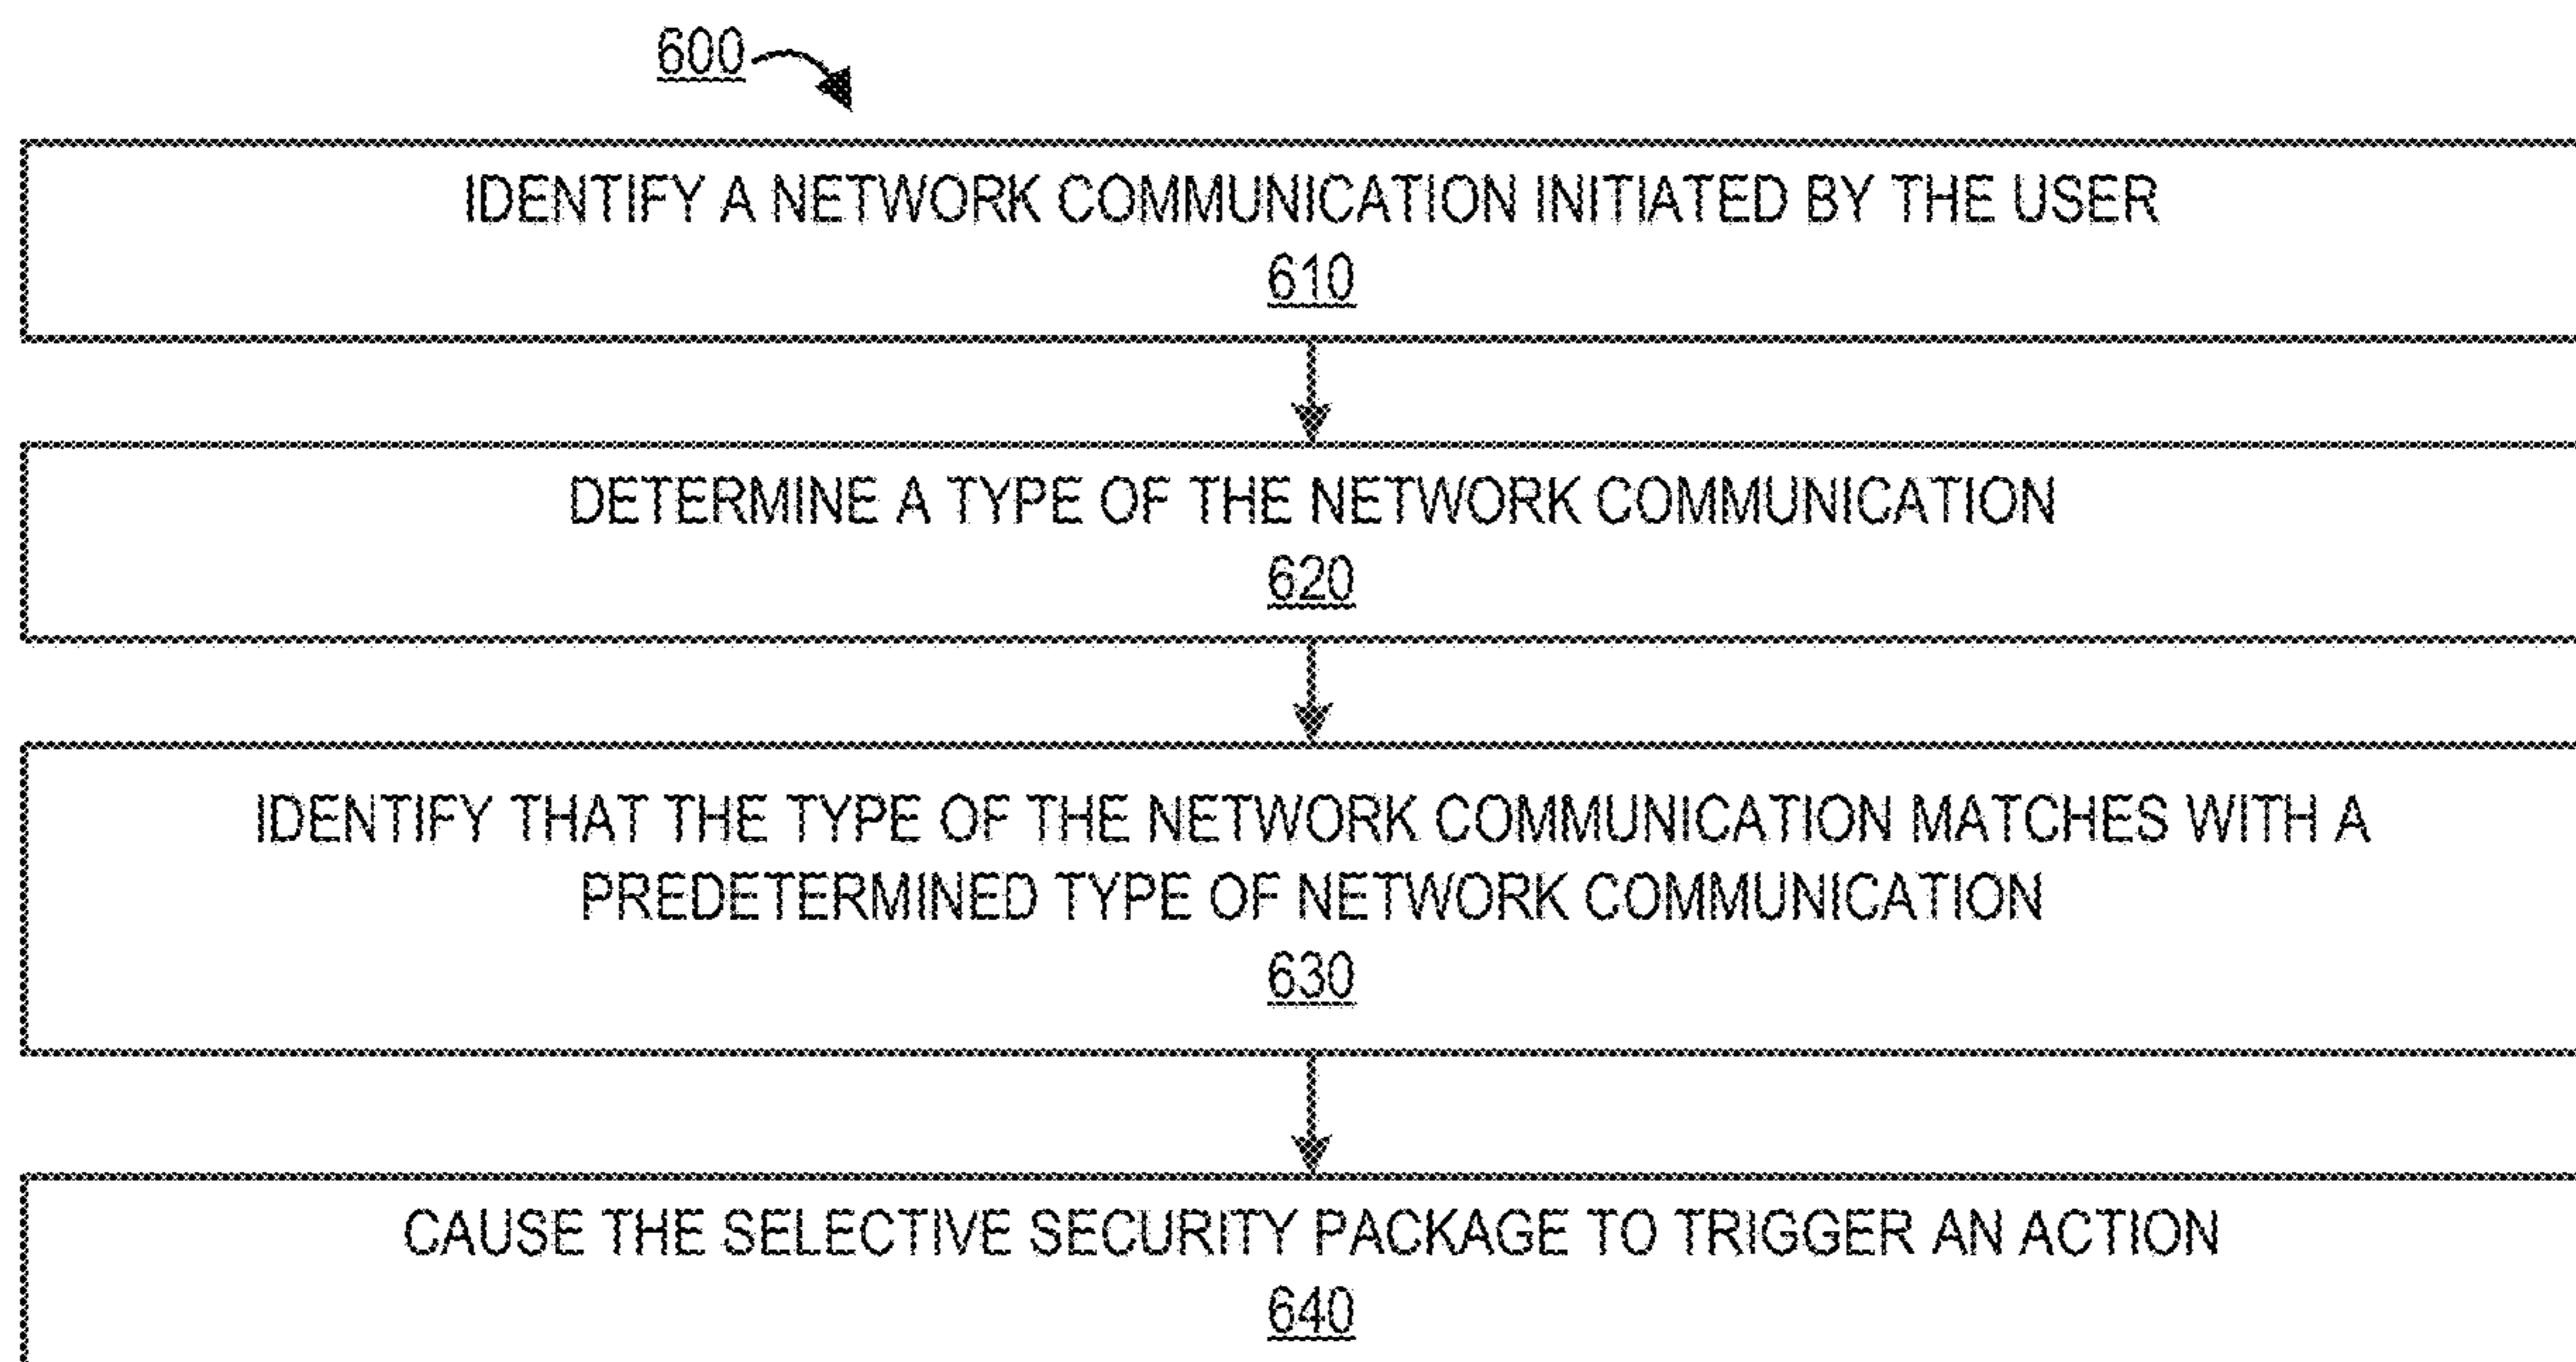 600
IDENTIFY A NETWORK COMMUNICATION INITIATED BY THE USER
610
DETERMINE A TYPE OF THE NETWORK COMMUNICATION
620
IDENTIFY THAT THE TYPE OF THE NETWORK COMMUNICATION MATCHES WITH A
PREDETERMINED TYPE OF NETWORK COMMUNICATION
630
CAUSE THE SELECTIVE SECURITY PACKAGE TO TRIGGER AN ACTION
640